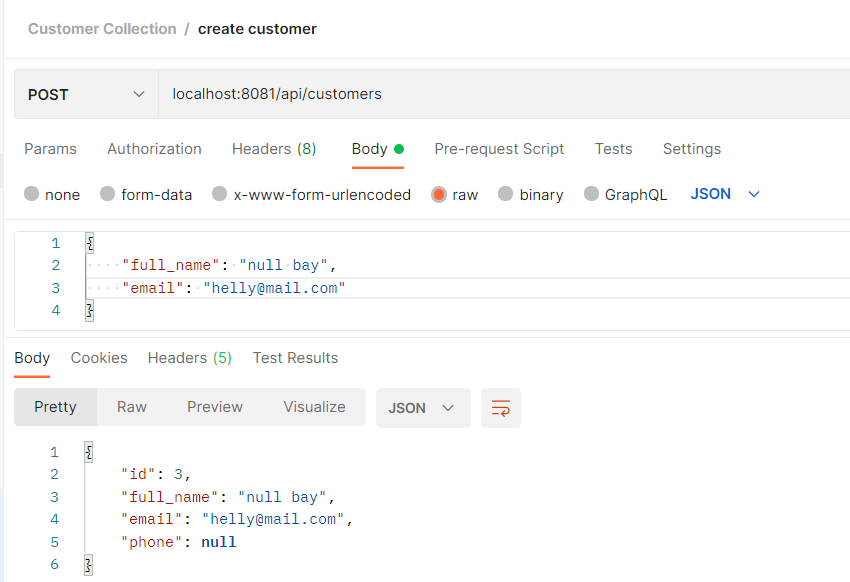 Customer Collection / create customer
POST localhost:8081/api/customers
Params Authorization Headers (8) Body Pre-request Script Tests Settings
none form-data x-www-form-urlencoded raw binary GraphQL JSON
1 {
2 ····"full_name":·"null·bay",
3 ····"email":·"helly@mail.com"
4 }
Body Cookies Headers (5) Test Results
Pretty Raw Preview Visualize JSON
1 {
2 "id": 3,
3 "full_name": "null bay",
4 "email": "helly@mail.com",
5 "phone": null
6 }